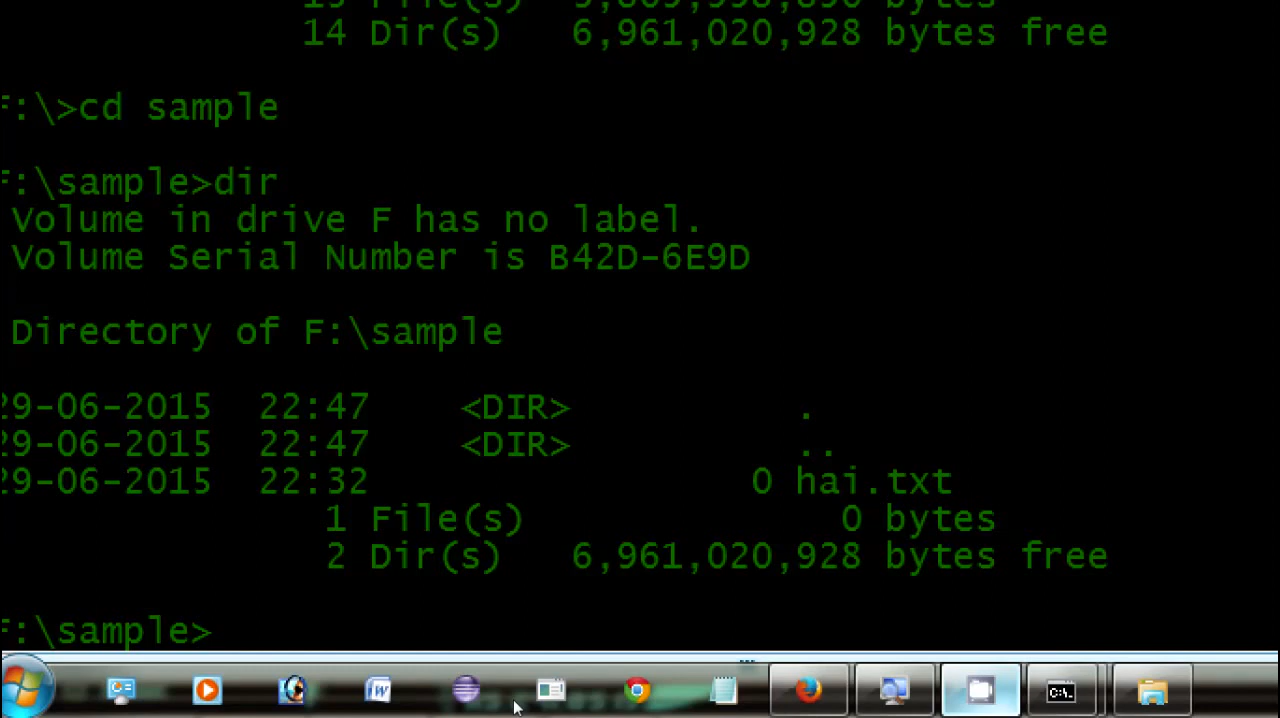 14 Dir(s) 6,961,020,928 bytes free
F:\>cd sample
F:\sample>dir
Volume in drive F has no label.
Volume Serial Number is B42D-6E9D
Directory of F:\sample
29-06-2015 22:47 <DIR> .
29-06-2015 22:47 <DIR> ..
29-06-2015 22:32 0 hai.txt
1 File(s) 0 bytes
2 Dir(s) 6,961,020,928 bytes free
F:\sample>
C:\.